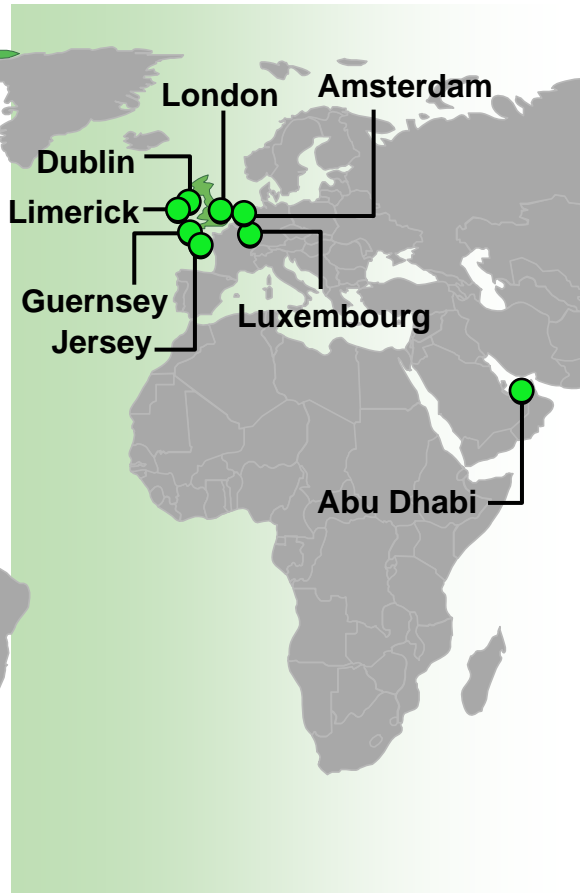 Amsterdam
London
Dublin
Limerick
Guernsey
Luxembourg
Jersey
Abu Dhabi